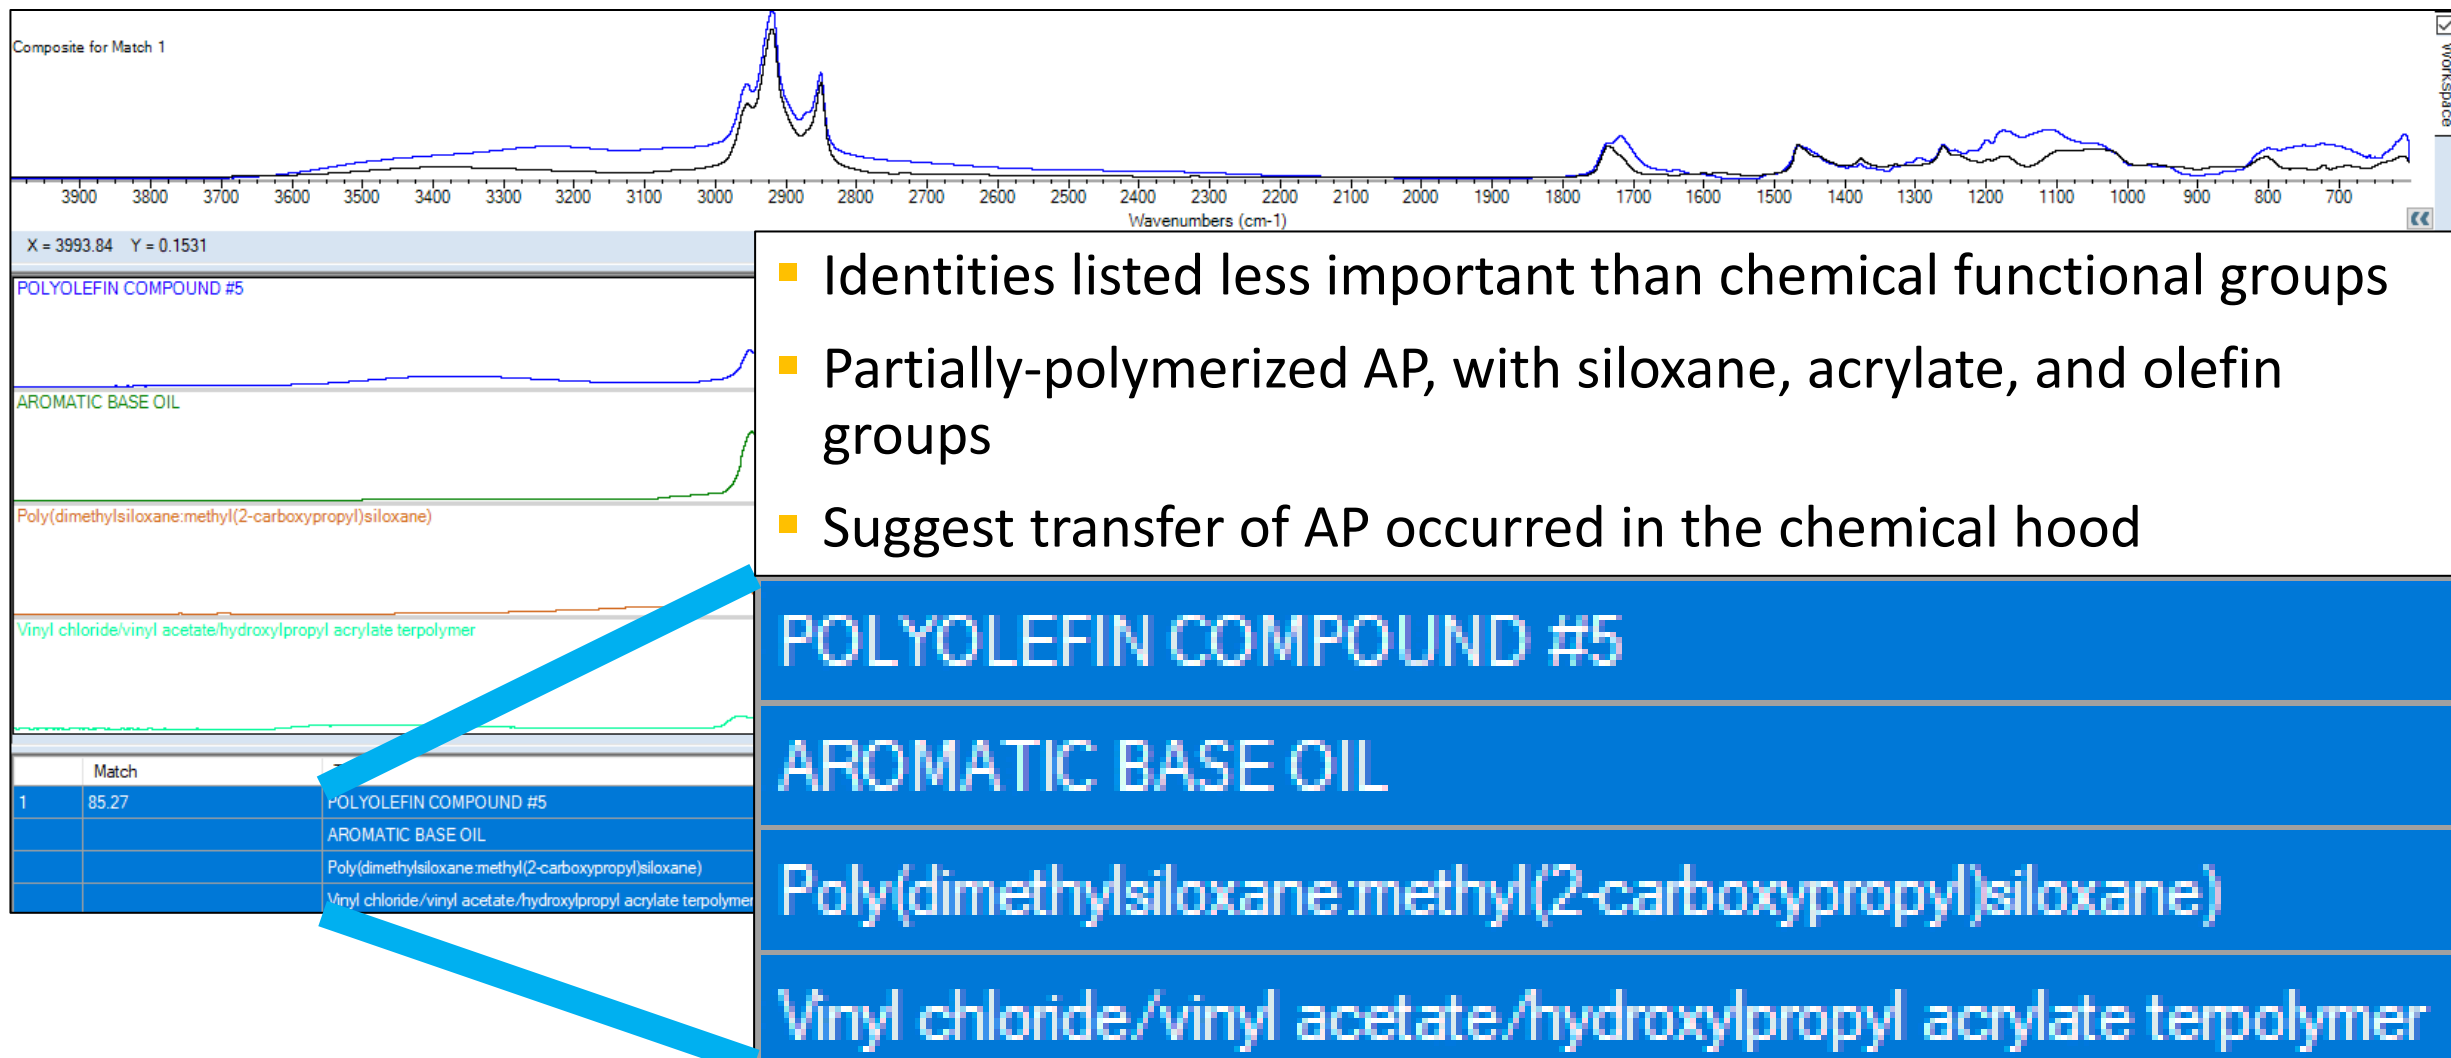 Composite for Match 1
Workspace
3900 3800 3700 3600 3500 3400 3300 3200 3100 3000 2900 2800 2700 2600 2500 2400 2300 2200 2100 2000 1900 1800 1700 1600 1500 1400 1300 1200 1100 1000 900 800 700
Wavenumbers (cm-1)
X = 3993.84 Y = 0.1531
POLYOLEFIN COMPOUND #5
AROMATIC BASE OIL
Poly(dimethylsiloxane:methyl(2-carboxypropyl)siloxane)
Vinyl chloride/vinyl acetate/hydroxylpropyl acrylate terpolymer
▪ Identities listed less important than chemical functional groups
▪ Partially-polymerized AP, with siloxane, acrylate, and olefin
groups
▪ Suggest transfer of AP occurred in the chemical hood
Match
1 85.27 POLYOLEFIN COMPOUND #5
AROMATIC BASE OIL
Poly(dimethylsiloxane:methyl(2-carboxypropyl)siloxane)
Vinyl chloride/vinyl acetate/hydroxylpropyl acrylate terpolymer
POLYOLEFIN COMPOUND #5
AROMATIC BASE OIL
Poly(dimethylsiloxane:methyl(2-carboxypropyl)siloxane)
Vinyl chloride/vinyl acetate/hydroxylpropyl acrylate terpolymer